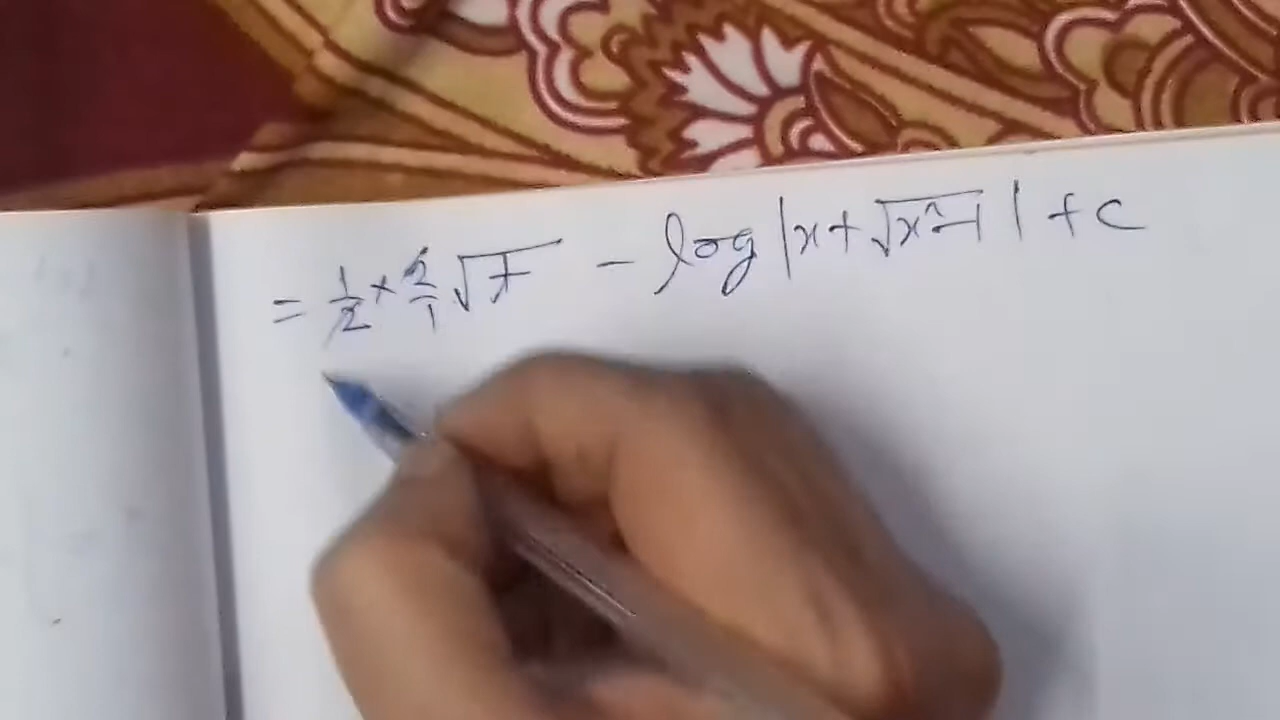 = 1/2 × 2/1 √t - log |x + √x²-1 | + c